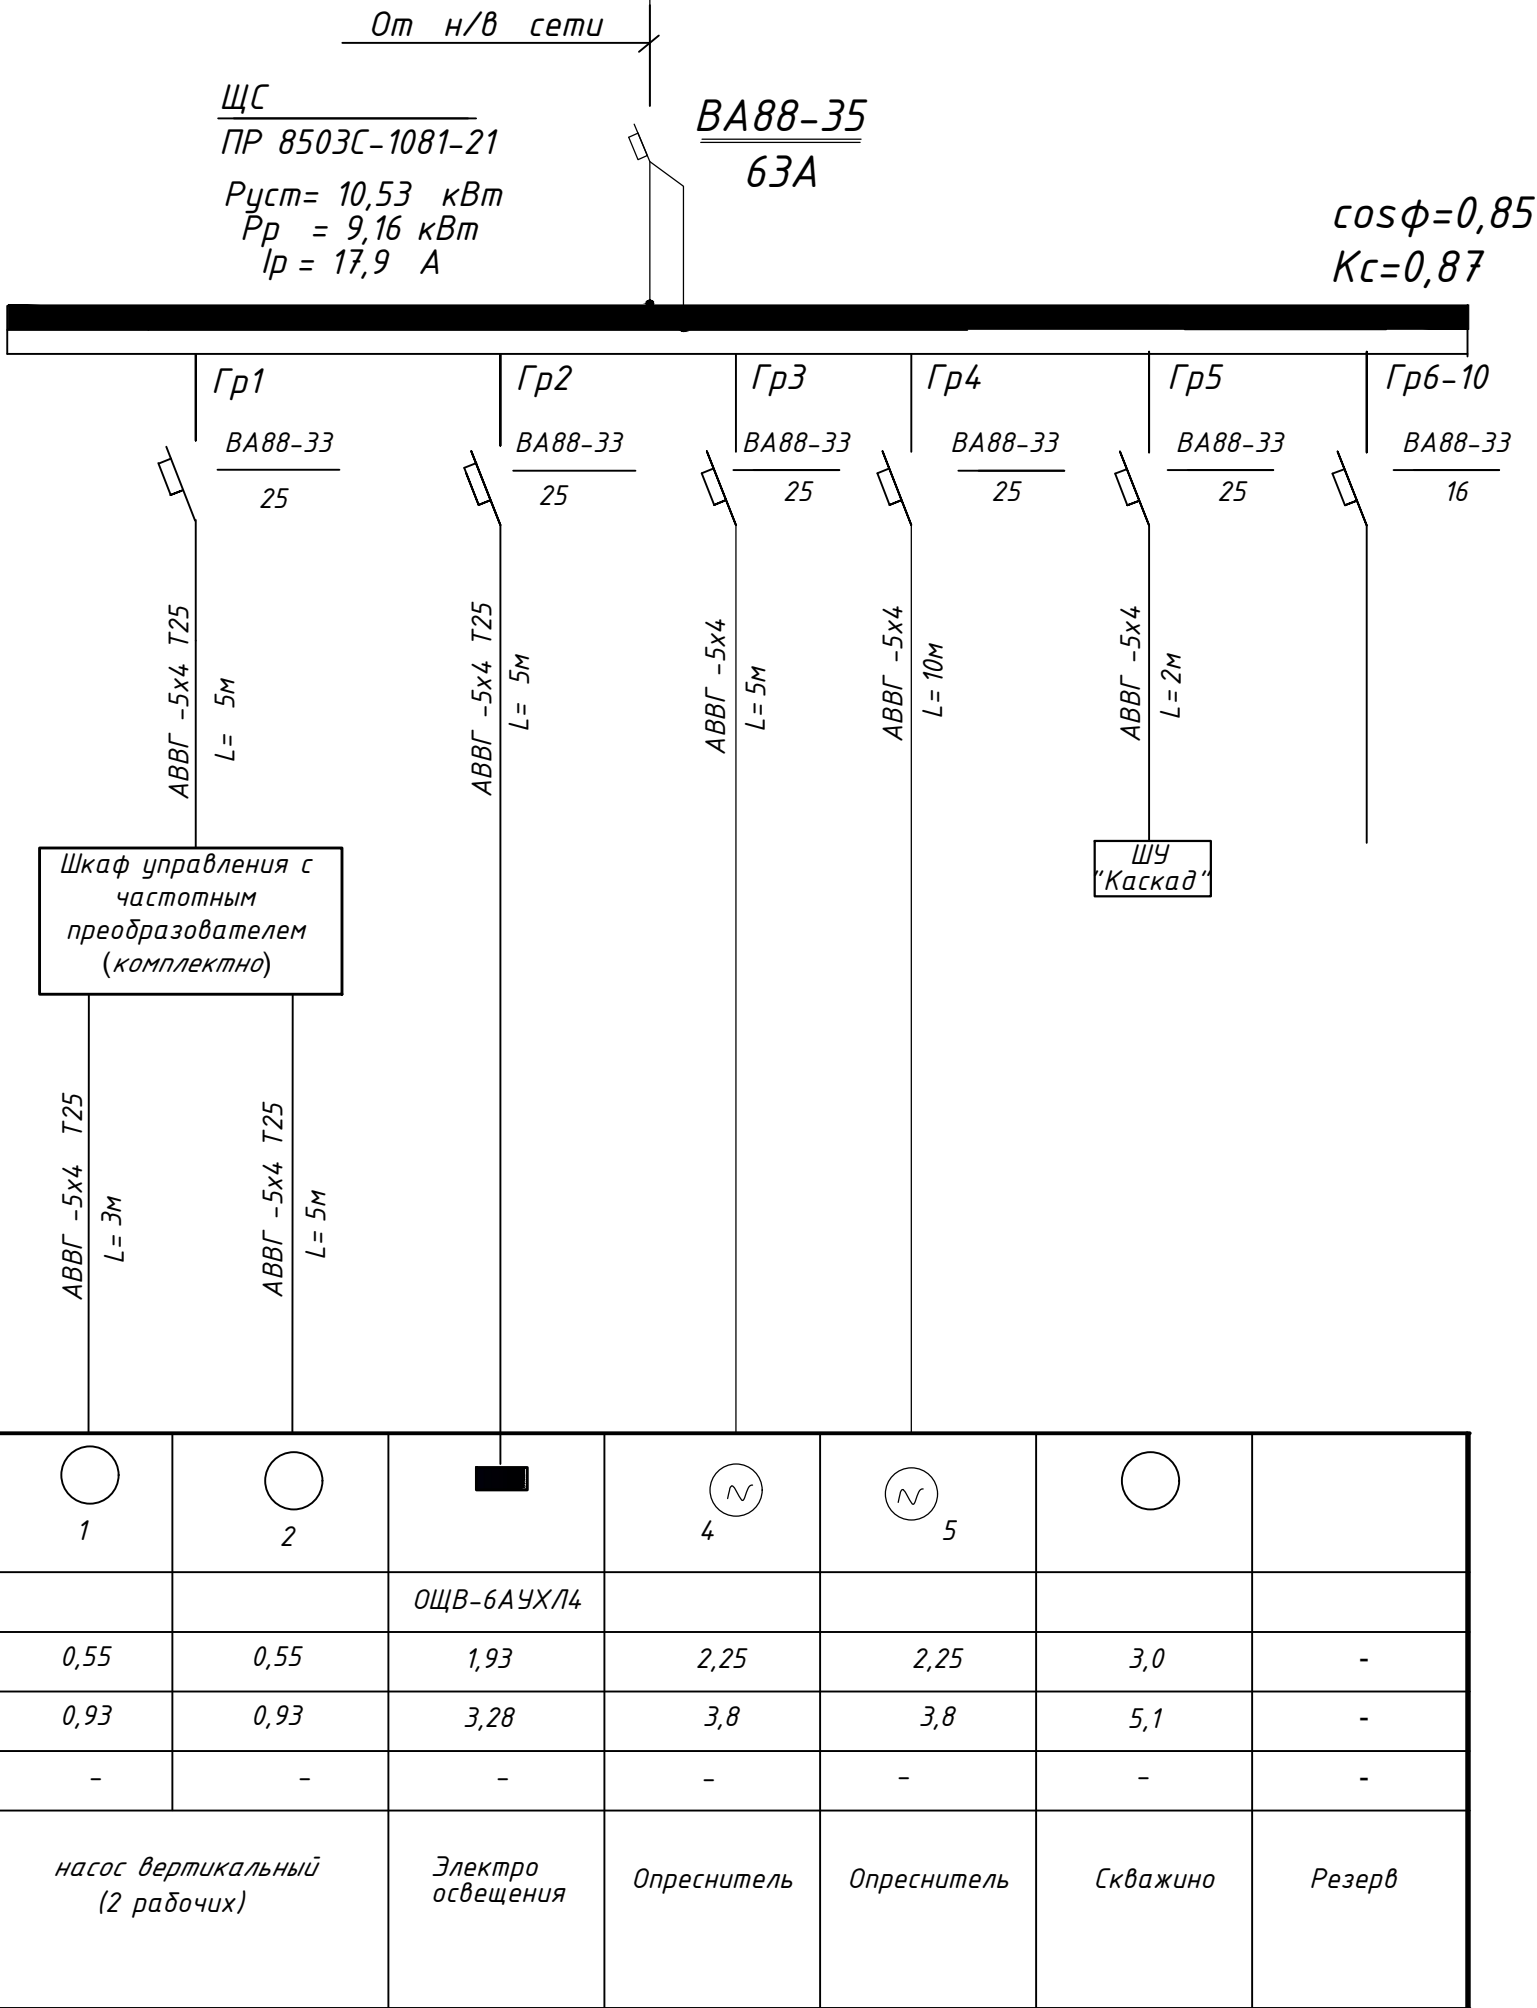 От н/в сети
ЩС
ПР 8503С-1081-21
Руст= 10,53 кВт
Рр = 9,16 кВт
Iр = 17,9 А
ВА88-35
63А
cosφ=0,85
Кс=0,87
Гр1
Гр2
Гр3
Гр4
Гр5
Гр6-10
ВА88-33
25
ВА88-33
25
ВА88-33
25
ВА88-33
25
ВА88-33
25
ВА88-33
16
АВВГ -5х4 Т25
L= 5м
АВВГ -5х4 Т25
L= 5м
АВВГ -5х4
L= 5м
АВВГ -5х4
L= 10м
АВВГ -5х4
L= 2м
Шкаф управления с
частотным
преобразователем
(комплектно)
ШУ
"Каскад"
АВВГ -5х4 Т25
L= 3м
АВВГ -5х4 Т25
L= 5м
1
2
4
5
ОЩВ-6АУХЛ4
0,55 0,55 1,93 2,25 2,25 3,0 -
0,93 0,93 3,28 3,8 3,8 5,1 -
- - - - - - -
насос вертикальный
(2 рабочих)
Электро
освещения
Опреснитель
Опреснитель
Скважино
Резерв